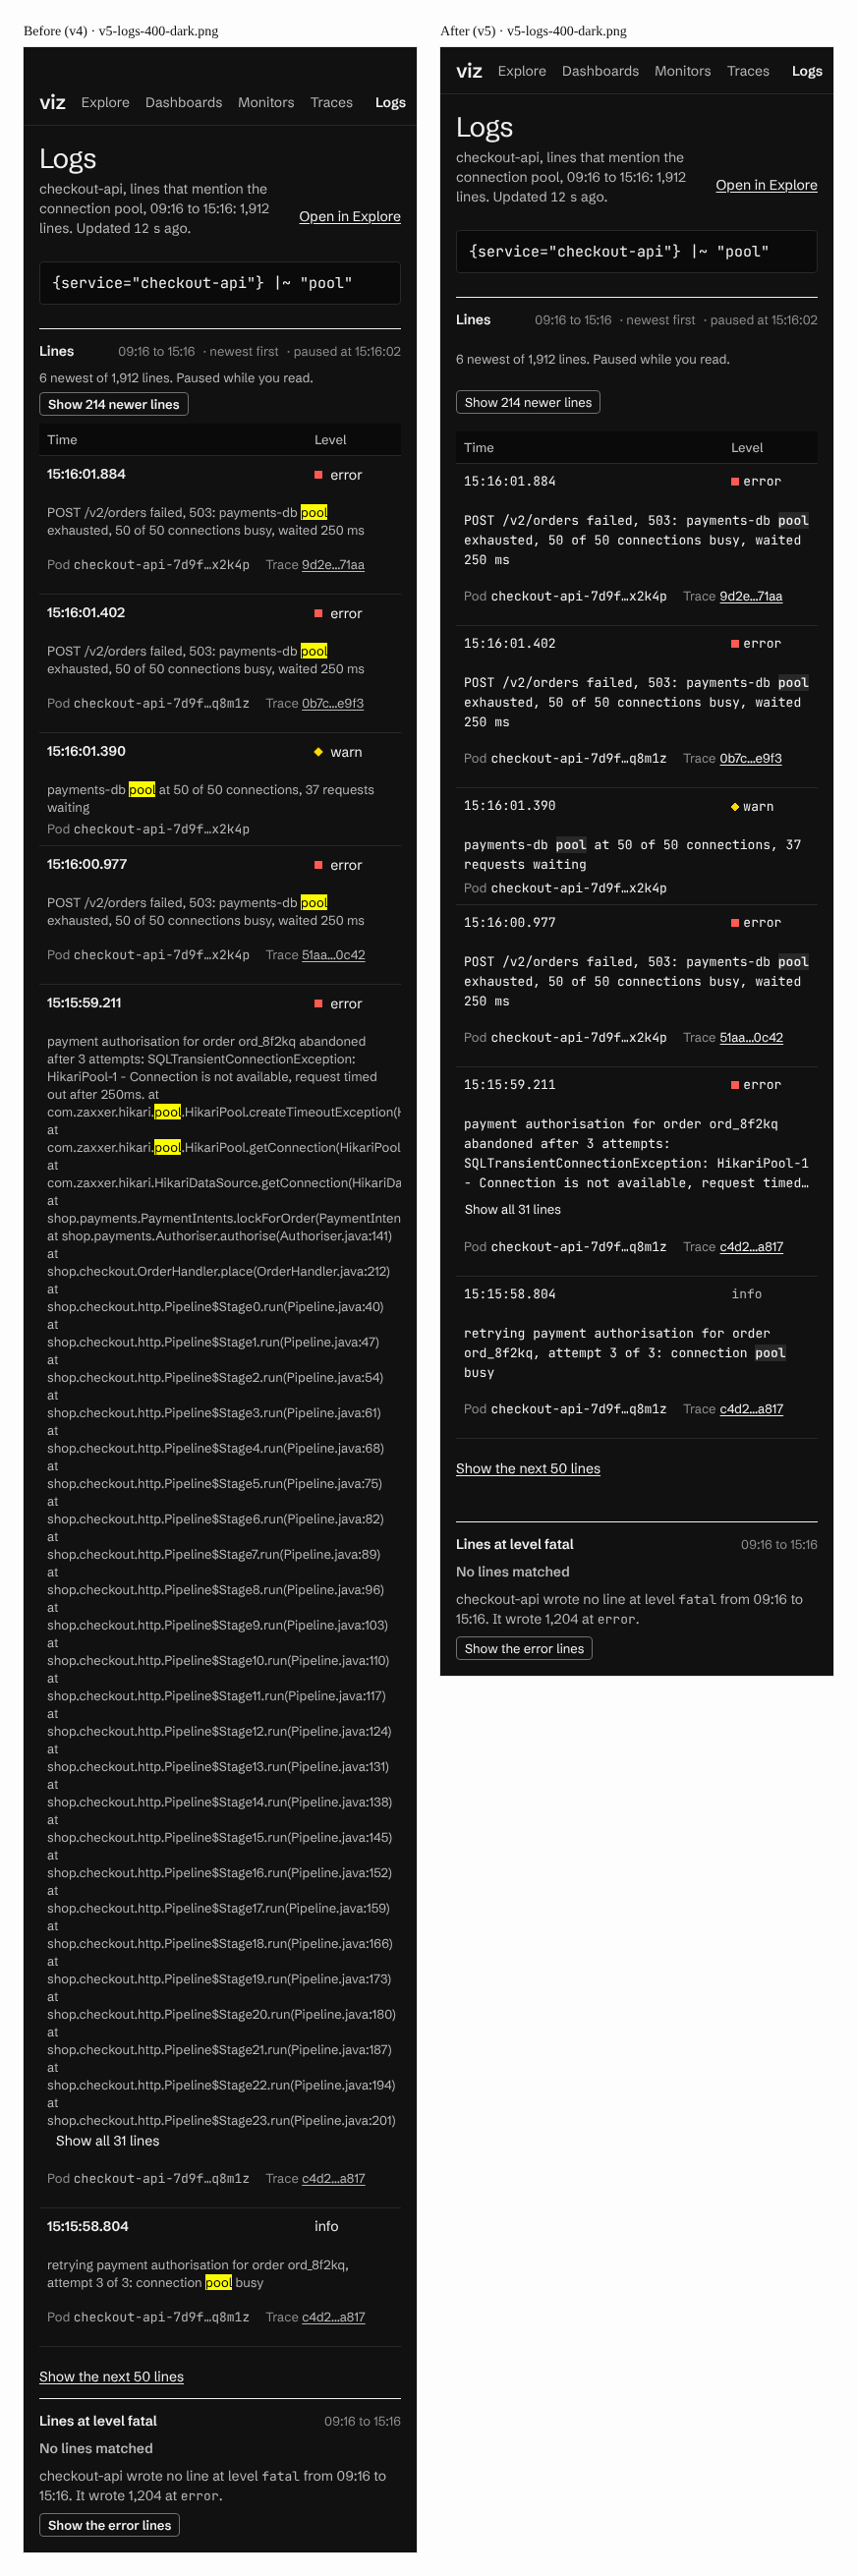 Before (v4) · v5-logs-400-dark.png
viz Explore Dashboards Monitors Traces Logs
Logs
checkout-api, lines that mention the
connection pool, 09:16 to 15:16: 1,912
lines. Updated 12 s ago.
Open in Explore
{service="checkout-api"} |~ "pool"
Lines 09:16 to 15:16 · newest first · paused at 15:16:02
6 newest of 1,912 lines. Paused while you read.
Show 214 newer lines
Time Level
15:16:01.884 error
POST /v2/orders failed, 503: payments-db pool
exhausted, 50 of 50 connections busy, waited 250 ms
Pod checkout-api-7d9f…x2k4p Trace 9d2e…71aa
15:16:01.402 error
POST /v2/orders failed, 503: payments-db pool
exhausted, 50 of 50 connections busy, waited 250 ms
Pod checkout-api-7d9f…q8m1z Trace 0b7c…e9f3
15:16:01.390 warn
payments-db pool at 50 of 50 connections, 37 requests
waiting
Pod checkout-api-7d9f…x2k4p
15:16:00.977 error
POST /v2/orders failed, 503: payments-db pool
exhausted, 50 of 50 connections busy, waited 250 ms
Pod checkout-api-7d9f…x2k4p Trace 51aa…0c42
15:15:59.211 error
payment authorisation for order ord_8f2kq abandoned
after 3 attempts: SQLTransientConnectionException:
HikariPool-1 - Connection is not available, request timed
out after 250ms. at
com.zaxxer.hikari.pool.HikariPool.createTimeoutException(H
at
com.zaxxer.hikari.pool.HikariPool.getConnection(HikariPool
at
com.zaxxer.hikari.HikariDataSource.getConnection(HikariDa
at
shop.payments.PaymentIntents.lockForOrder(PaymentInten
at shop.payments.Authoriser.authorise(Authoriser.java:141)
at
shop.checkout.OrderHandler.place(OrderHandler.java:212)
at
shop.checkout.http.Pipeline$Stage0.run(Pipeline.java:40)
at
shop.checkout.http.Pipeline$Stage1.run(Pipeline.java:47)
at
shop.checkout.http.Pipeline$Stage2.run(Pipeline.java:54)
at
shop.checkout.http.Pipeline$Stage3.run(Pipeline.java:61)
at
shop.checkout.http.Pipeline$Stage4.run(Pipeline.java:68)
at
shop.checkout.http.Pipeline$Stage5.run(Pipeline.java:75)
at
shop.checkout.http.Pipeline$Stage6.run(Pipeline.java:82)
at
shop.checkout.http.Pipeline$Stage7.run(Pipeline.java:89)
at
shop.checkout.http.Pipeline$Stage8.run(Pipeline.java:96)
at
shop.checkout.http.Pipeline$Stage9.run(Pipeline.java:103)
at
shop.checkout.http.Pipeline$Stage10.run(Pipeline.java:110)
at
shop.checkout.http.Pipeline$Stage11.run(Pipeline.java:117)
at
shop.checkout.http.Pipeline$Stage12.run(Pipeline.java:124)
at
shop.checkout.http.Pipeline$Stage13.run(Pipeline.java:131)
at
shop.checkout.http.Pipeline$Stage14.run(Pipeline.java:138)
at
shop.checkout.http.Pipeline$Stage15.run(Pipeline.java:145)
at
shop.checkout.http.Pipeline$Stage16.run(Pipeline.java:152)
at
shop.checkout.http.Pipeline$Stage17.run(Pipeline.java:159)
at
shop.checkout.http.Pipeline$Stage18.run(Pipeline.java:166)
at
shop.checkout.http.Pipeline$Stage19.run(Pipeline.java:173)
at
shop.checkout.http.Pipeline$Stage20.run(Pipeline.java:180)
at
shop.checkout.http.Pipeline$Stage21.run(Pipeline.java:187)
at
shop.checkout.http.Pipeline$Stage22.run(Pipeline.java:194)
at
shop.checkout.http.Pipeline$Stage23.run(Pipeline.java:201)
Show all 31 lines
Pod checkout-api-7d9f…q8m1z Trace c4d2…a817
15:15:58.804 info
retrying payment authorisation for order ord_8f2kq,
attempt 3 of 3: connection pool busy
Pod checkout-api-7d9f…q8m1z Trace c4d2…a817
Show the next 50 lines
Lines at level fatal 09:16 to 15:16
No lines matched
checkout-api wrote no line at level fatal from 09:16 to
15:16. It wrote 1,204 at error.
Show the error lines
After (v5) · v5-logs-400-dark.png
viz Explore Dashboards Monitors Traces Logs
Logs
checkout-api, lines that mention the
connection pool, 09:16 to 15:16: 1,912
lines. Updated 12 s ago.
Open in Explore
{service="checkout-api"} |~ "pool"
Lines 09:16 to 15:16 · newest first · paused at 15:16:02
6 newest of 1,912 lines. Paused while you read.
Show 214 newer lines
Time Level
15:16:01.884 error
POST /v2/orders failed, 503: payments-db pool
exhausted, 50 of 50 connections busy, waited
250 ms
Pod checkout-api-7d9f…x2k4p Trace 9d2e…71aa
15:16:01.402 error
POST /v2/orders failed, 503: payments-db pool
exhausted, 50 of 50 connections busy, waited
250 ms
Pod checkout-api-7d9f…q8m1z Trace 0b7c…e9f3
15:16:01.390 warn
payments-db pool at 50 of 50 connections, 37
requests waiting
Pod checkout-api-7d9f…x2k4p
15:16:00.977 error
POST /v2/orders failed, 503: payments-db pool
exhausted, 50 of 50 connections busy, waited
250 ms
Pod checkout-api-7d9f…x2k4p Trace 51aa…0c42
15:15:59.211 error
payment authorisation for order ord_8f2kq
abandoned after 3 attempts:
SQLTransientConnectionException: HikariPool-1
- Connection is not available, request timed…
Show all 31 lines
Pod checkout-api-7d9f…q8m1z Trace c4d2…a817
15:15:58.804 info
retrying payment authorisation for order
ord_8f2kq, attempt 3 of 3: connection pool
busy
Pod checkout-api-7d9f…q8m1z Trace c4d2…a817
Show the next 50 lines
Lines at level fatal 09:16 to 15:16
No lines matched
checkout-api wrote no line at level fatal from 09:16 to
15:16. It wrote 1,204 at error.
Show the error lines